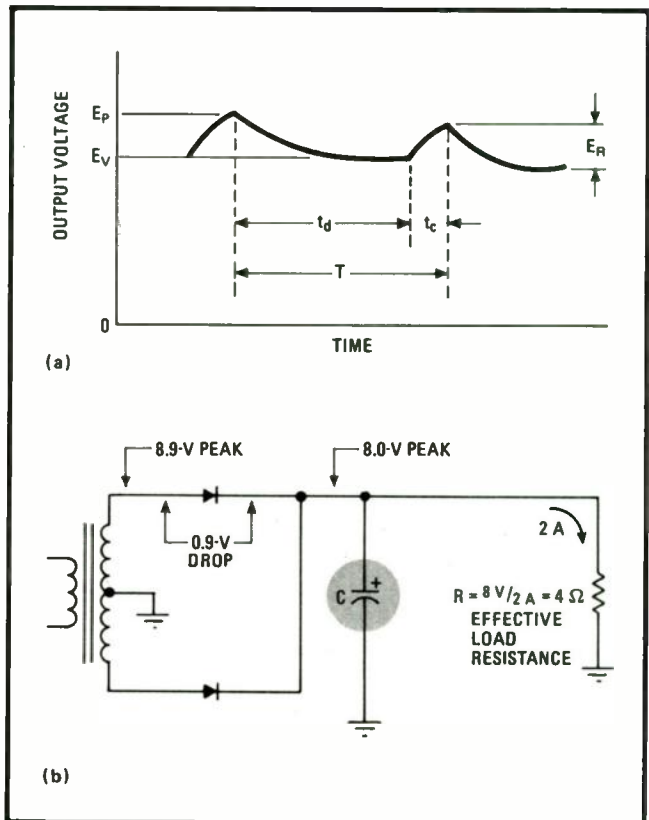 OUTPUT VOLTAGE
EP
EV
0
td
tc
T
ER
TIME
(a)
8.9-V PEAK
8.0-V PEAK
0.9-V
DROP
C
+
2 A
R = 8 V/2 A = 4 Ω
EFFECTIVE
LOAD
RESISTANCE
(b)